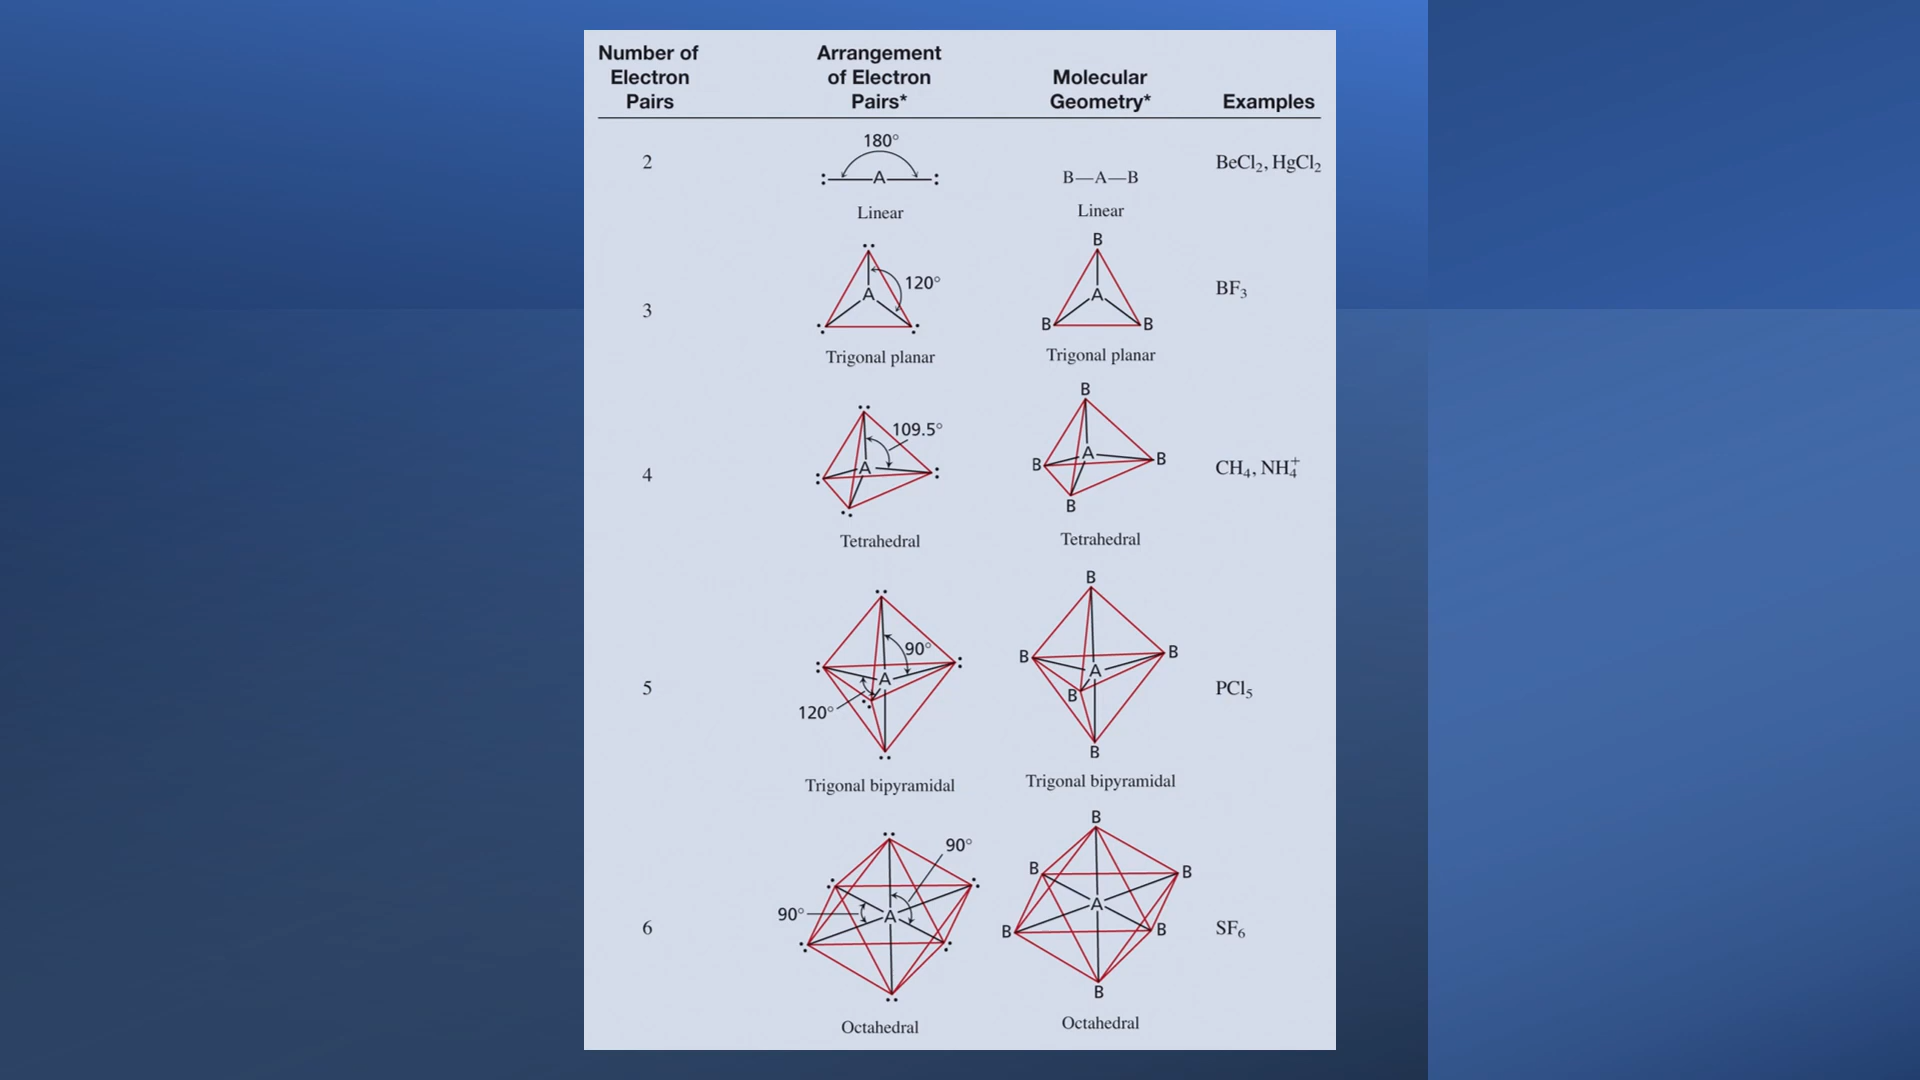 Number of
Electron
Pairs
Arrangement
of Electron
Pairs*
Molecular
Geometry*
Examples
2
180°
: A :
Linear
B—A—B
Linear
BeCl₂, HgCl₂
3
A
120°
Trigonal planar
B
A
B B
Trigonal planar
BF₃
4
109.5°
A
Tetrahedral
B
A
B B
B
Tetrahedral
CH₄, NH₄⁺
5
90°
A
120°
Trigonal bipyramidal
B
B B
A
B
B
Trigonal bipyramidal
PCl₅
6
90°
90°
A
Octahedral
B
B B
A
B B
B
Octahedral
SF₆